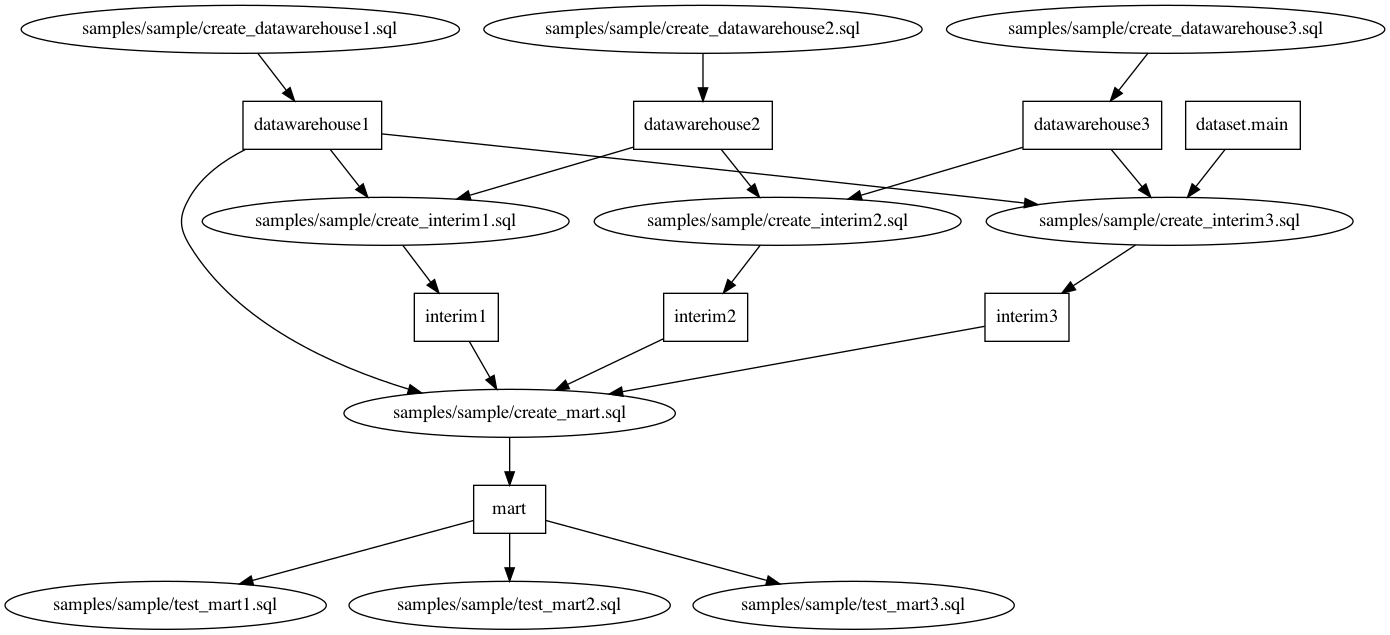 samples/sample/create_datawarehouse1.sql
samples/sample/create_datawarehouse2.sql
samples/sample/create_datawarehouse3.sql
datawarehouse1
datawarehouse2
datawarehouse3
dataset.main
samples/sample/create_interim1.sql
samples/sample/create_interim2.sql
samples/sample/create_interim3.sql
interim1
interim2
interim3
samples/sample/create_mart.sql
mart
samples/sample/test_mart1.sql
samples/sample/test_mart2.sql
samples/sample/test_mart3.sql